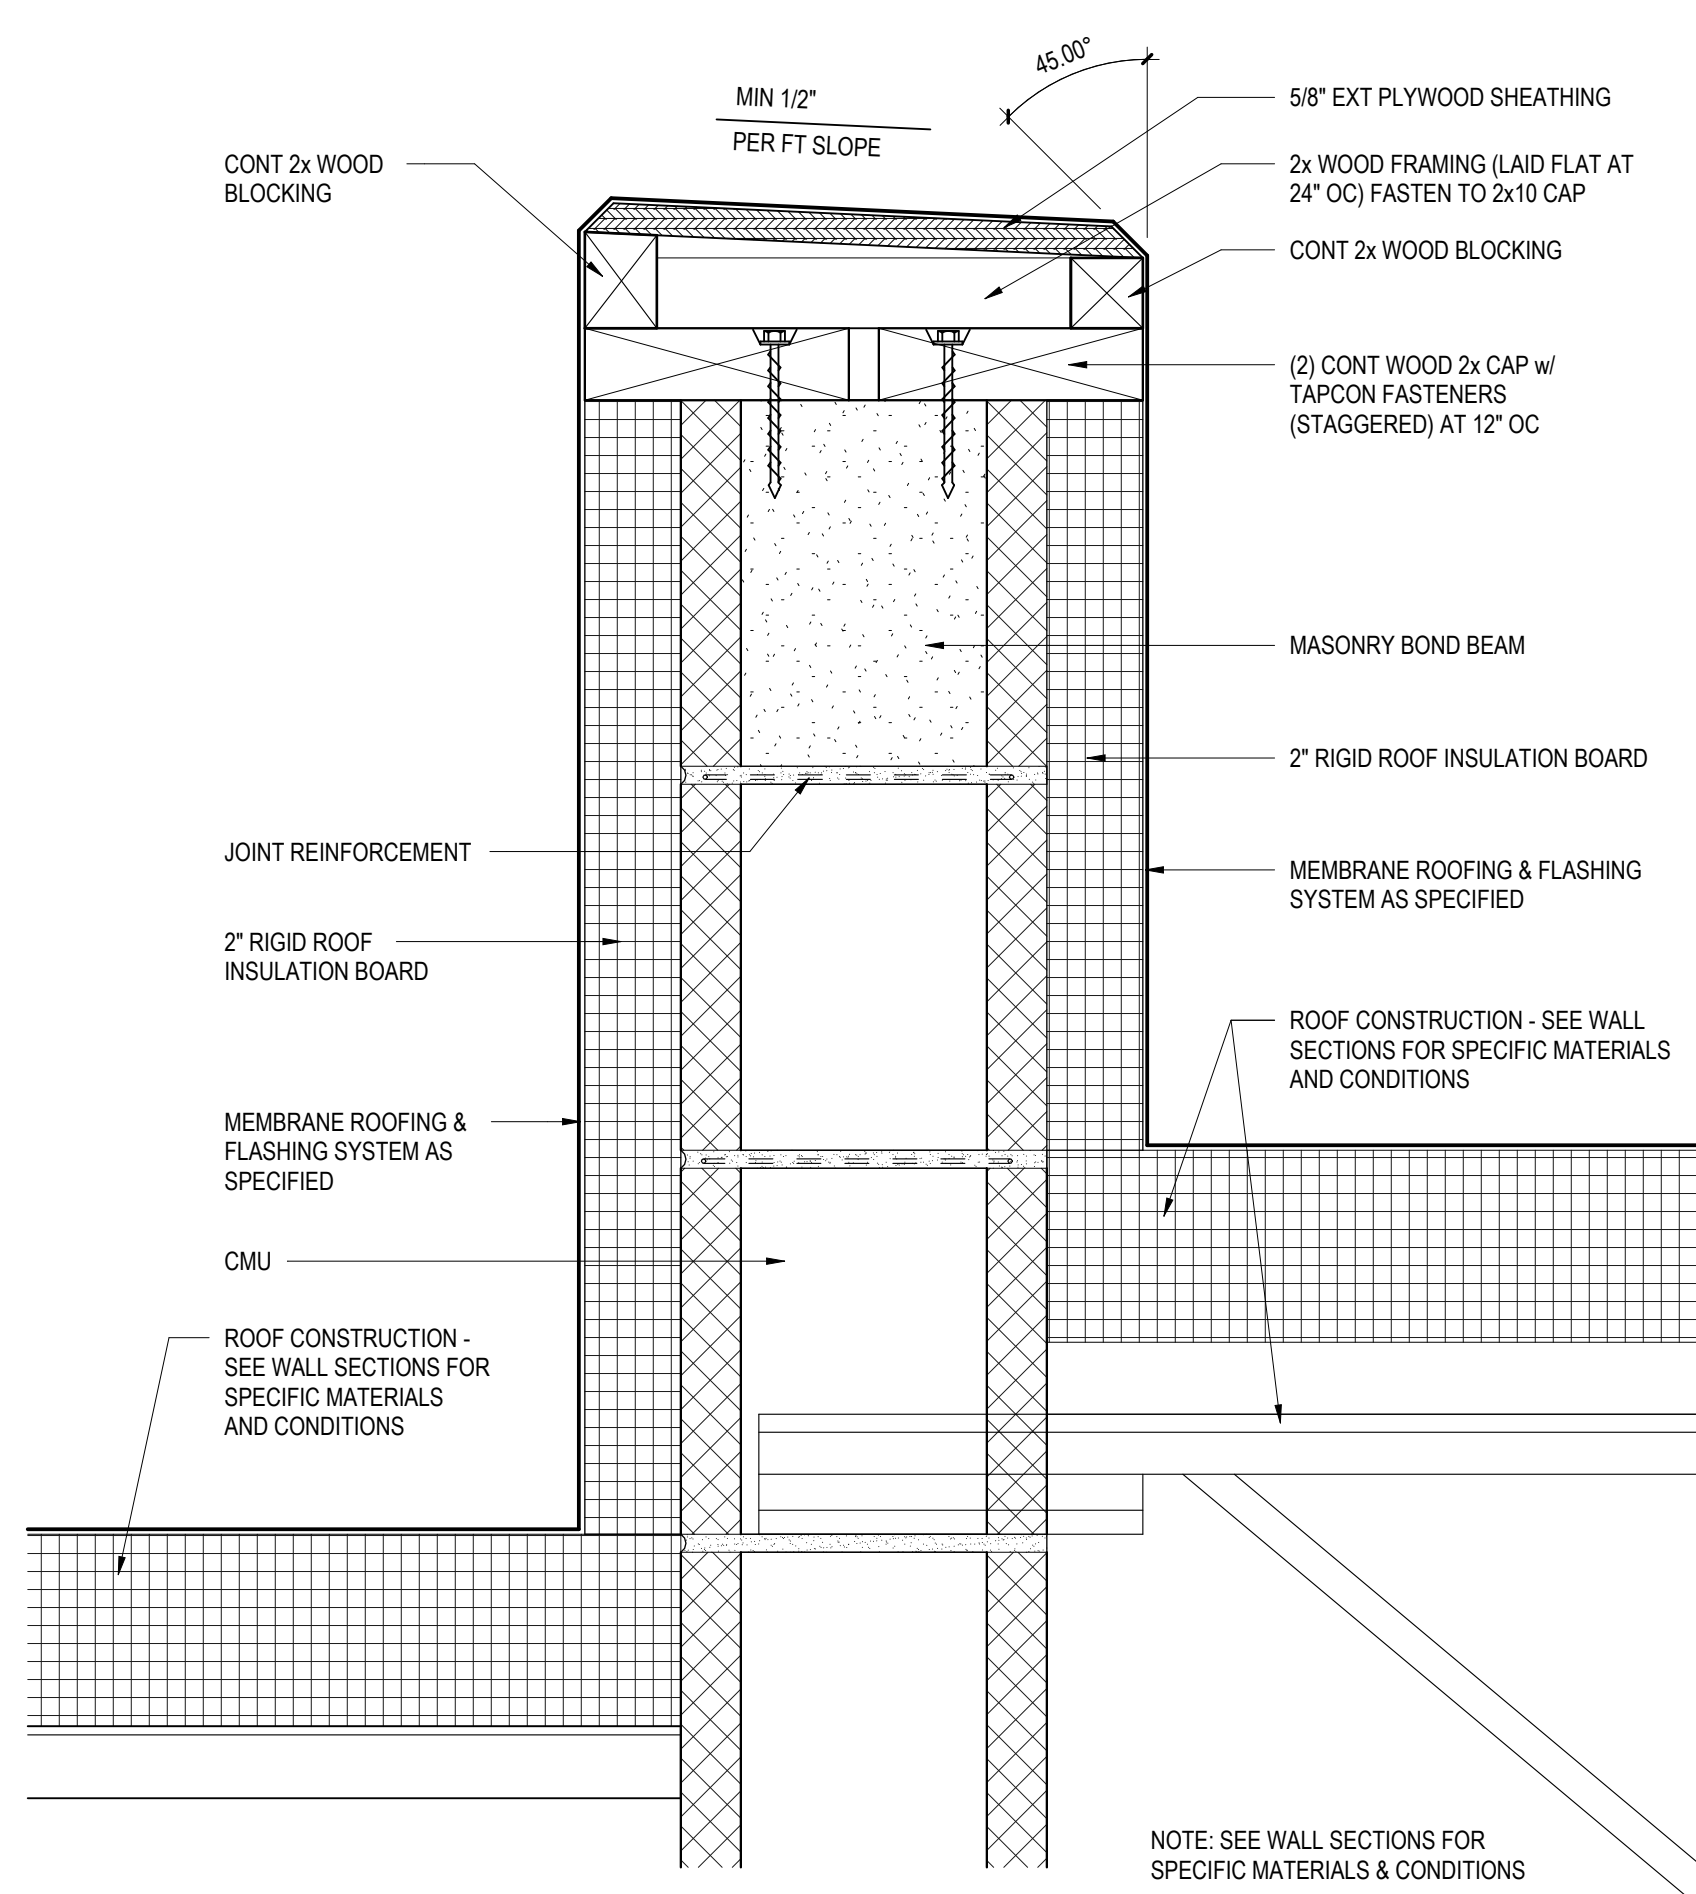 45.00°
MIN 1/2"
PER FT SLOPE
CONT 2x WOOD
BLOCKING
JOINT REINFORCEMENT
2" RIGID ROOF
INSULATION BOARD
MEMBRANE ROOFING &
FLASHING SYSTEM AS
SPECIFIED
CMU
ROOF CONSTRUCTION -
SEE WALL SECTIONS FOR
SPECIFIC MATERIALS
AND CONDITIONS
5/8" EXT PLYWOOD SHEATHING
2x WOOD FRAMING (LAID FLAT AT
24" OC) FASTEN TO 2x10 CAP
CONT 2x WOOD BLOCKING
(2) CONT WOOD 2x CAP w/
TAPCON FASTENERS
(STAGGERED) AT 12" OC
MASONRY BOND BEAM
2" RIGID ROOF INSULATION BOARD
MEMBRANE ROOFING & FLASHING
SYSTEM AS SPECIFIED
ROOF CONSTRUCTION - SEE WALL
SECTIONS FOR SPECIFIC MATERIALS
AND CONDITIONS
NOTE: SEE WALL SECTIONS FOR
SPECIFIC MATERIALS & CONDITIONS